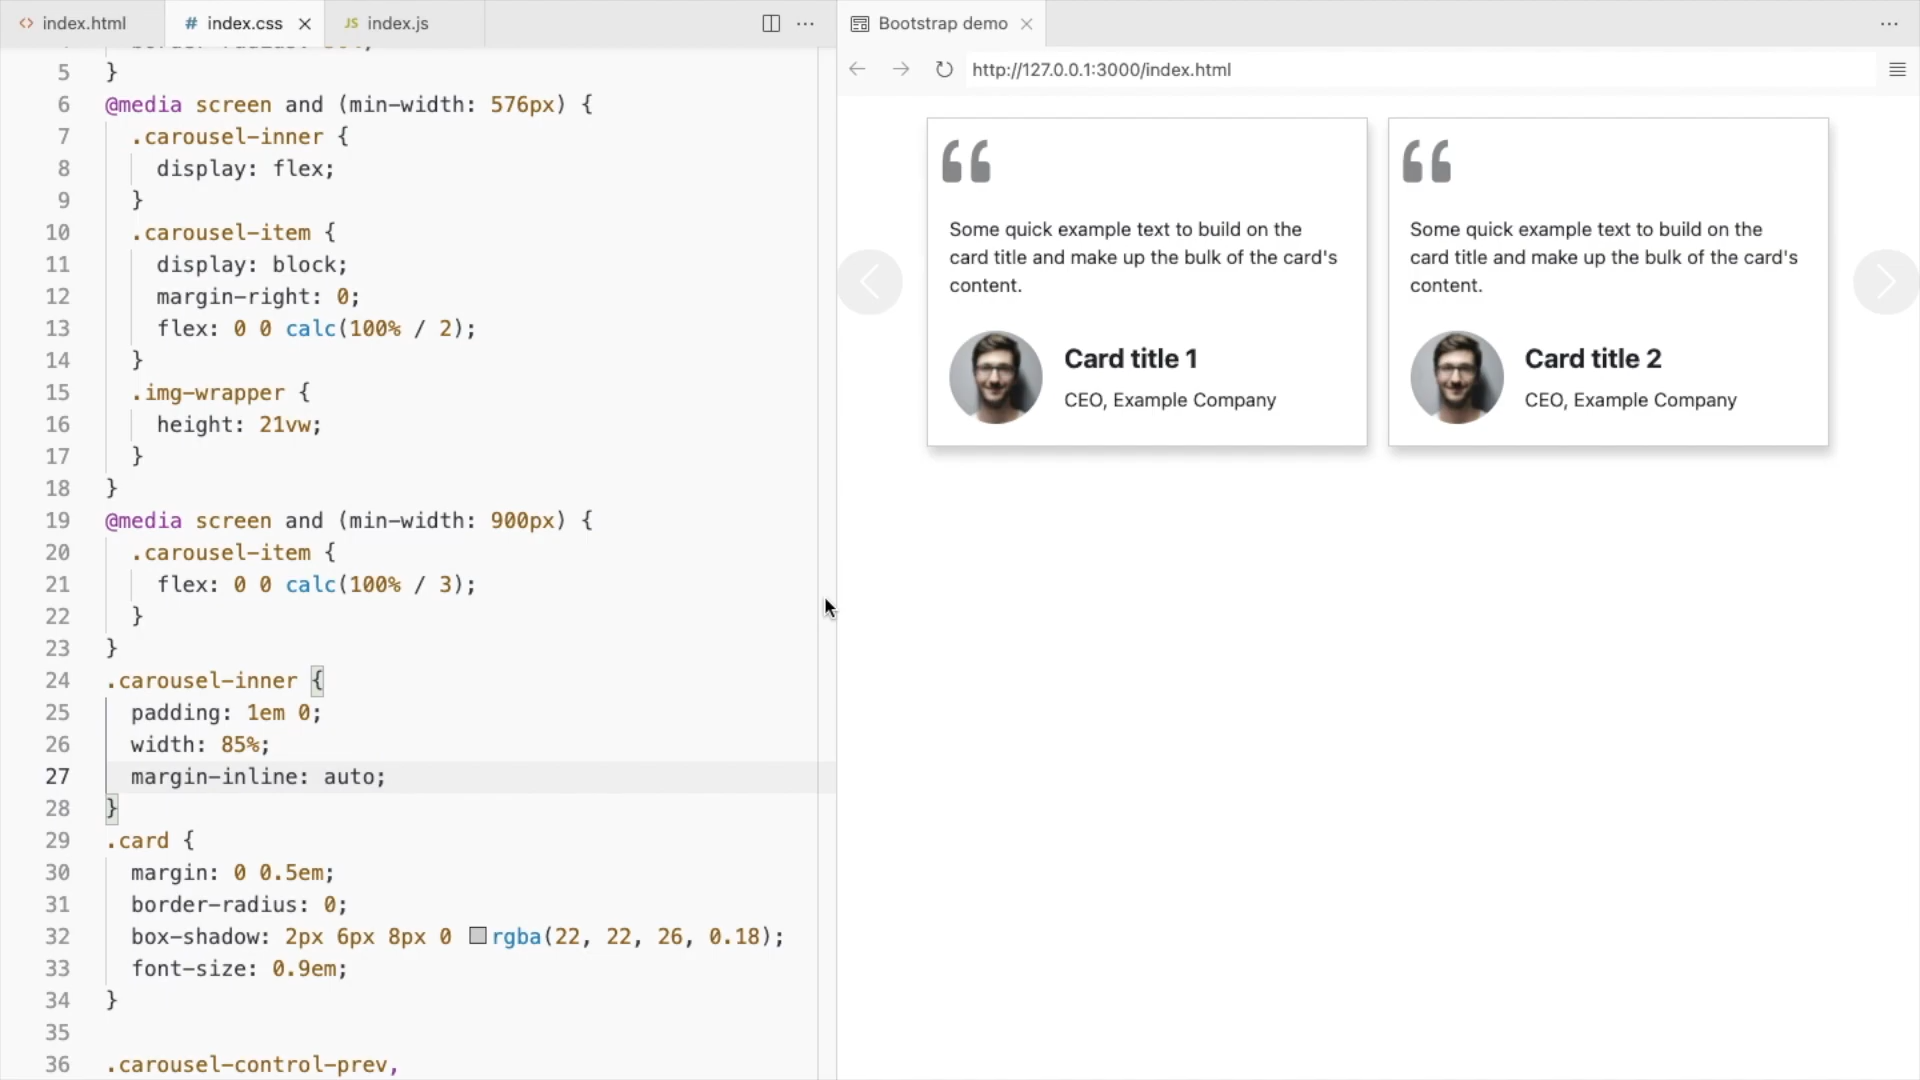 <> index.html
# index.css
JS index.js
Bootstrap demo
http://127.0.0.1:3000/index.html
5 }
6 @media screen and (min-width: 576px) {
7 .carousel-inner {
8 display: flex;
9 }
10 .carousel-item {
11 display: block;
12 margin-right: 0;
13 flex: 0 0 calc(100% / 2);
14 }
15 .img-wrapper {
16 height: 21vw;
17 }
18 }
19 @media screen and (min-width: 900px) {
20 .carousel-item {
21 flex: 0 0 calc(100% / 3);
22 }
23 }
24 .carousel-inner {
25 padding: 1em 0;
26 width: 85%;
27 margin-inline: auto;
28 }
29 .card {
30 margin: 0 0.5em;
31 border-radius: 0;
32 box-shadow: 2px 6px 8px 0 rgba(22, 22, 26, 0.18);
33 font-size: 0.9em;
34 }
35
36 .carousel-control-prev,
Some quick example text to build on the
card title and make up the bulk of the card's
content.
Card title 1
CEO, Example Company
Some quick example text to build on the
card title and make up the bulk of the card's
content.
Card title 2
CEO, Example Company